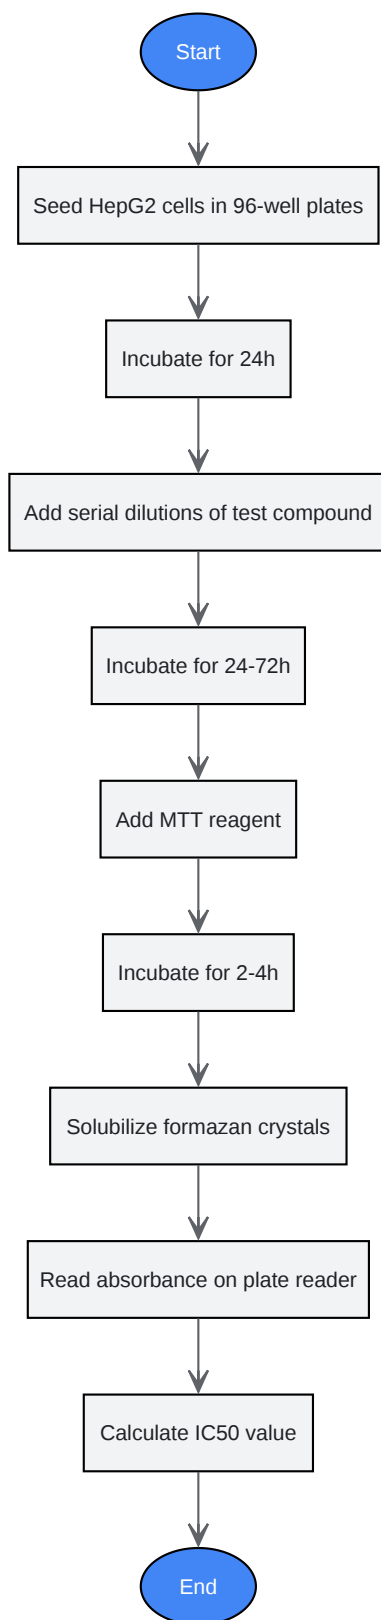 Start
Seed HepG2 cells in 96-well plates
Incubate for 24h
Add serial dilutions of test compound
Incubate for 24-72h
Add MTT reagent
Incubate for 2-4h
Solubilize formazan crystals
Read absorbance on plate reader
Calculate IC50 value
End